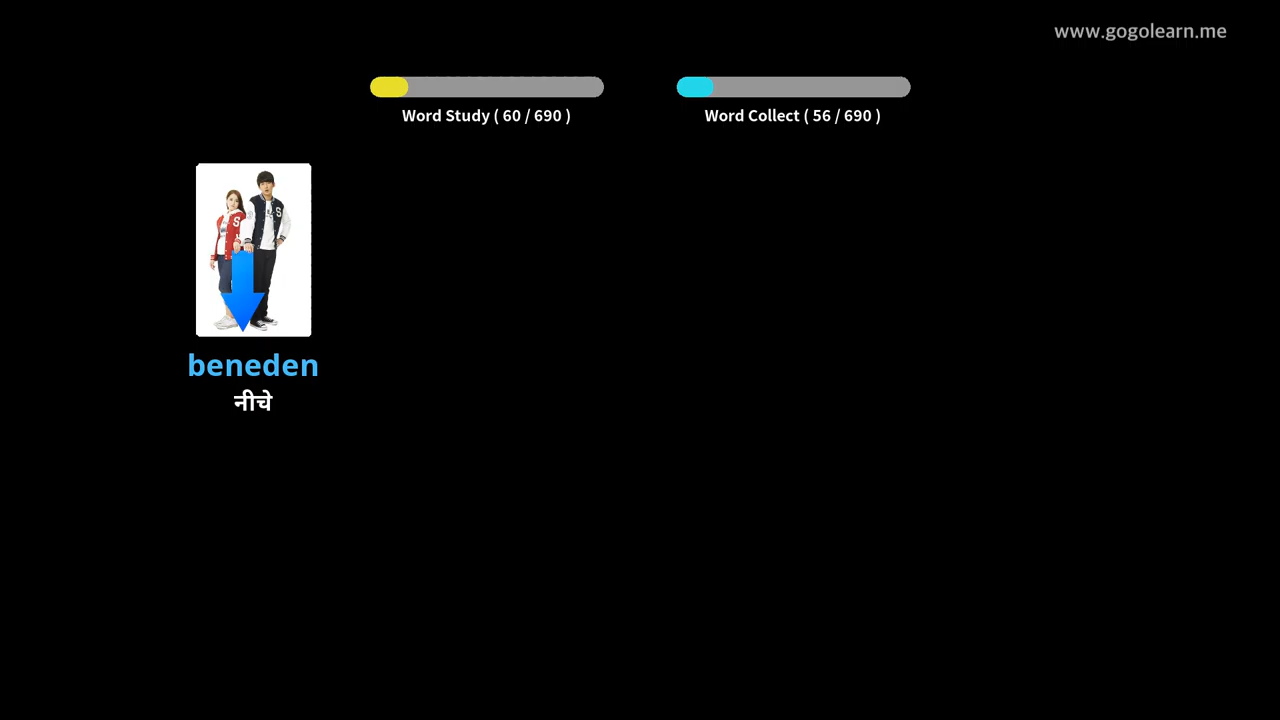 www.gogolearn.me
Word Study ( 60 / 690 )
Word Collect ( 56 / 690 )
S
S
beneden
नीचे